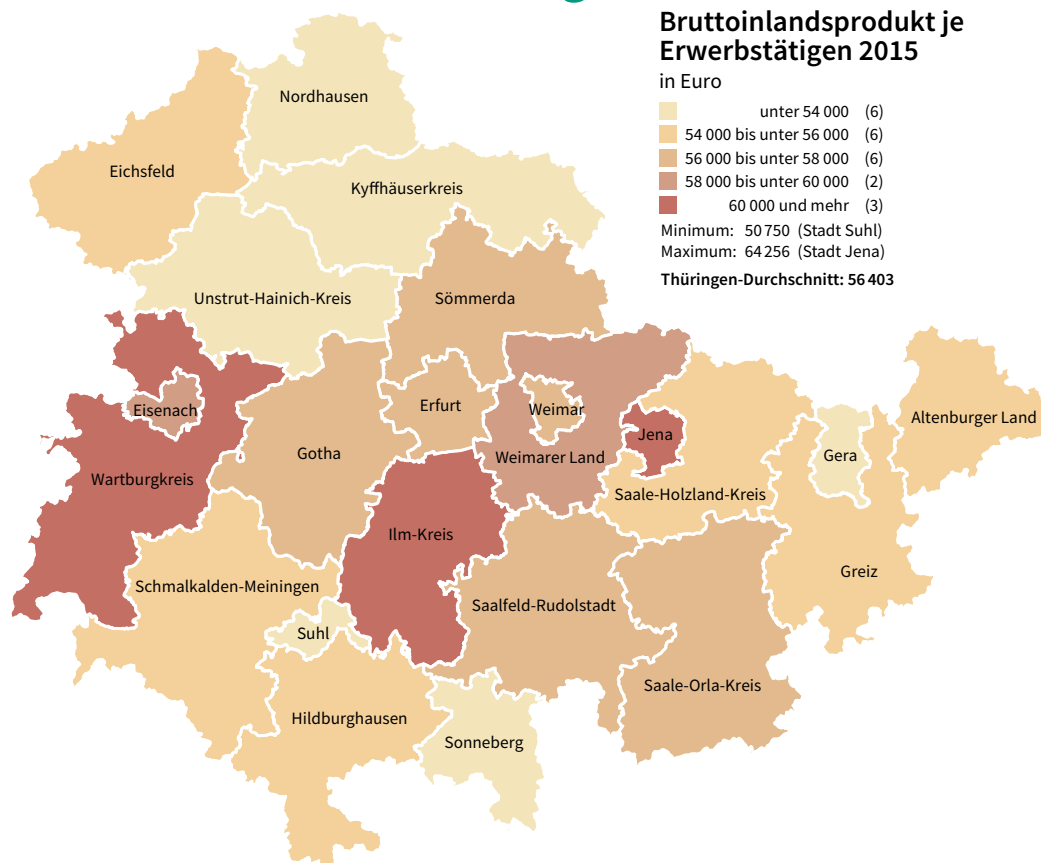 Bruttoinlandsprodukt je
Erwerbstätigen 2015
in Euro
unter 54 000 (6)
54 000 bis unter 56 000 (6)
56 000 bis unter 58 000 (6)
58 000 bis unter 60 000 (2)
60 000 und mehr (3)
Minimum: 50 750 (Stadt Suhl)
Maximum: 64 256 (Stadt Jena)
Thüringen-Durchschnitt: 56 403
Nordhausen
Eichsfeld
Kyffhäuserkreis
Unstrut-Hainich-Kreis
Sömmerda
Eisenach
Erfurt
Weimar
Altenburger Land
Jena
Gotha
Weimarer Land
Gera
Wartburgkreis
Saale-Holzland-Kreis
Ilm-Kreis
Greiz
Schmalkalden-Meiningen
Saalfeld-Rudolstadt
Suhl
Saale-Orla-Kreis
Hildburghausen
Sonneberg